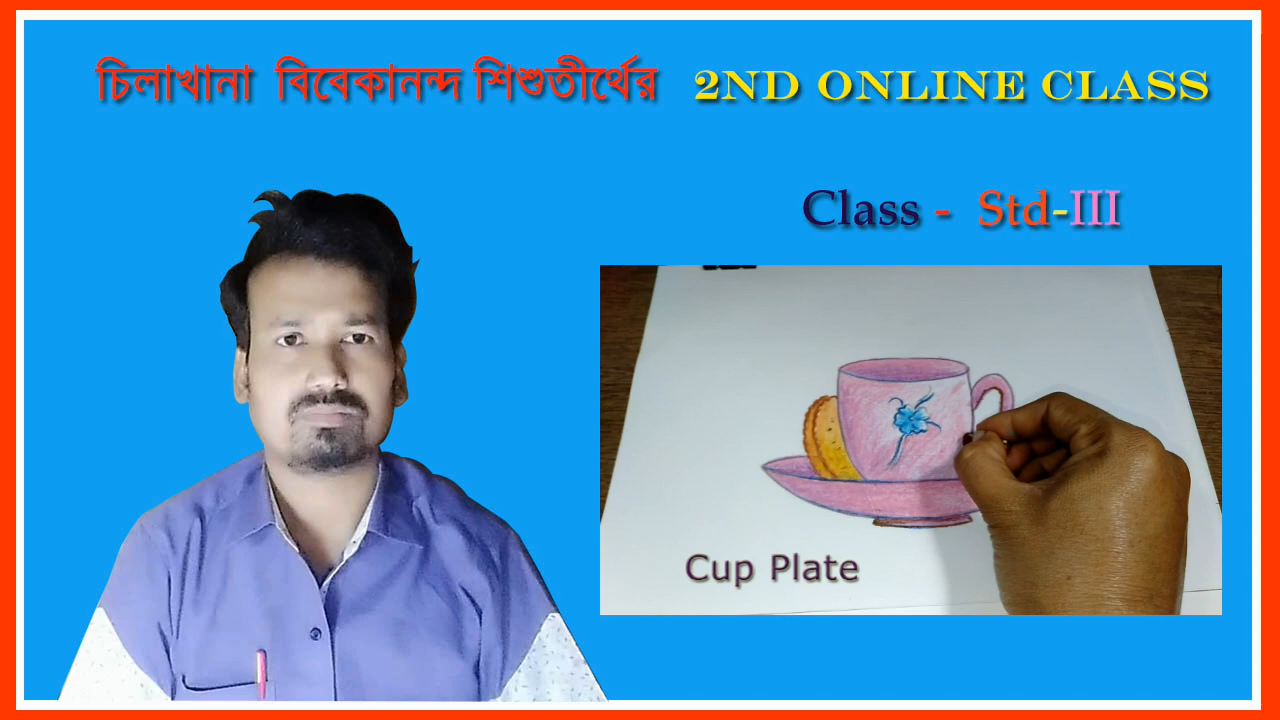 চিলাখানা বিবেকানন্দ শিশুতীর্থের 2ND ONLINE CLASS
Class - Std-III
Cup Plate